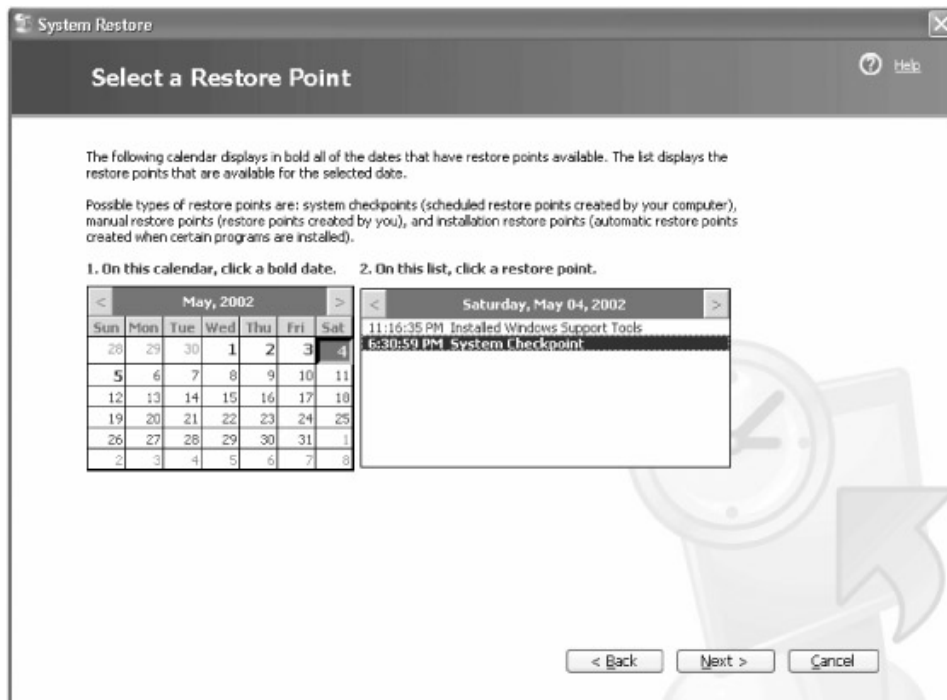 System Restore
Select a Restore Point
Help
The following calendar displays in bold all of the dates that have restore points available. The list displays the
restore points that are available for the selected date.
Possible types of restore points are: system checkpoints (scheduled restore points created by your computer),
manual restore points (restore points created by you), and installation restore points (automatic restore points
created when certain programs are installed).
1. On this calendar, click a bold date.
2. On this list, click a restore point.
< May, 2002 >
Sun Mon Tue Wed Thu Fri Sat
28 29 30 1 2 3 4
5 6 7 8 9 10 11
12 13 14 15 16 17 18
19 20 21 22 23 24 25
26 27 28 29 30 31 1
2 3 4 5 6 7 8
< Saturday, May 04, 2002 >
11:16:35 PM Installed Windows Support Tools
6:30:59 PM System Checkpoint
< Back Next > Cancel